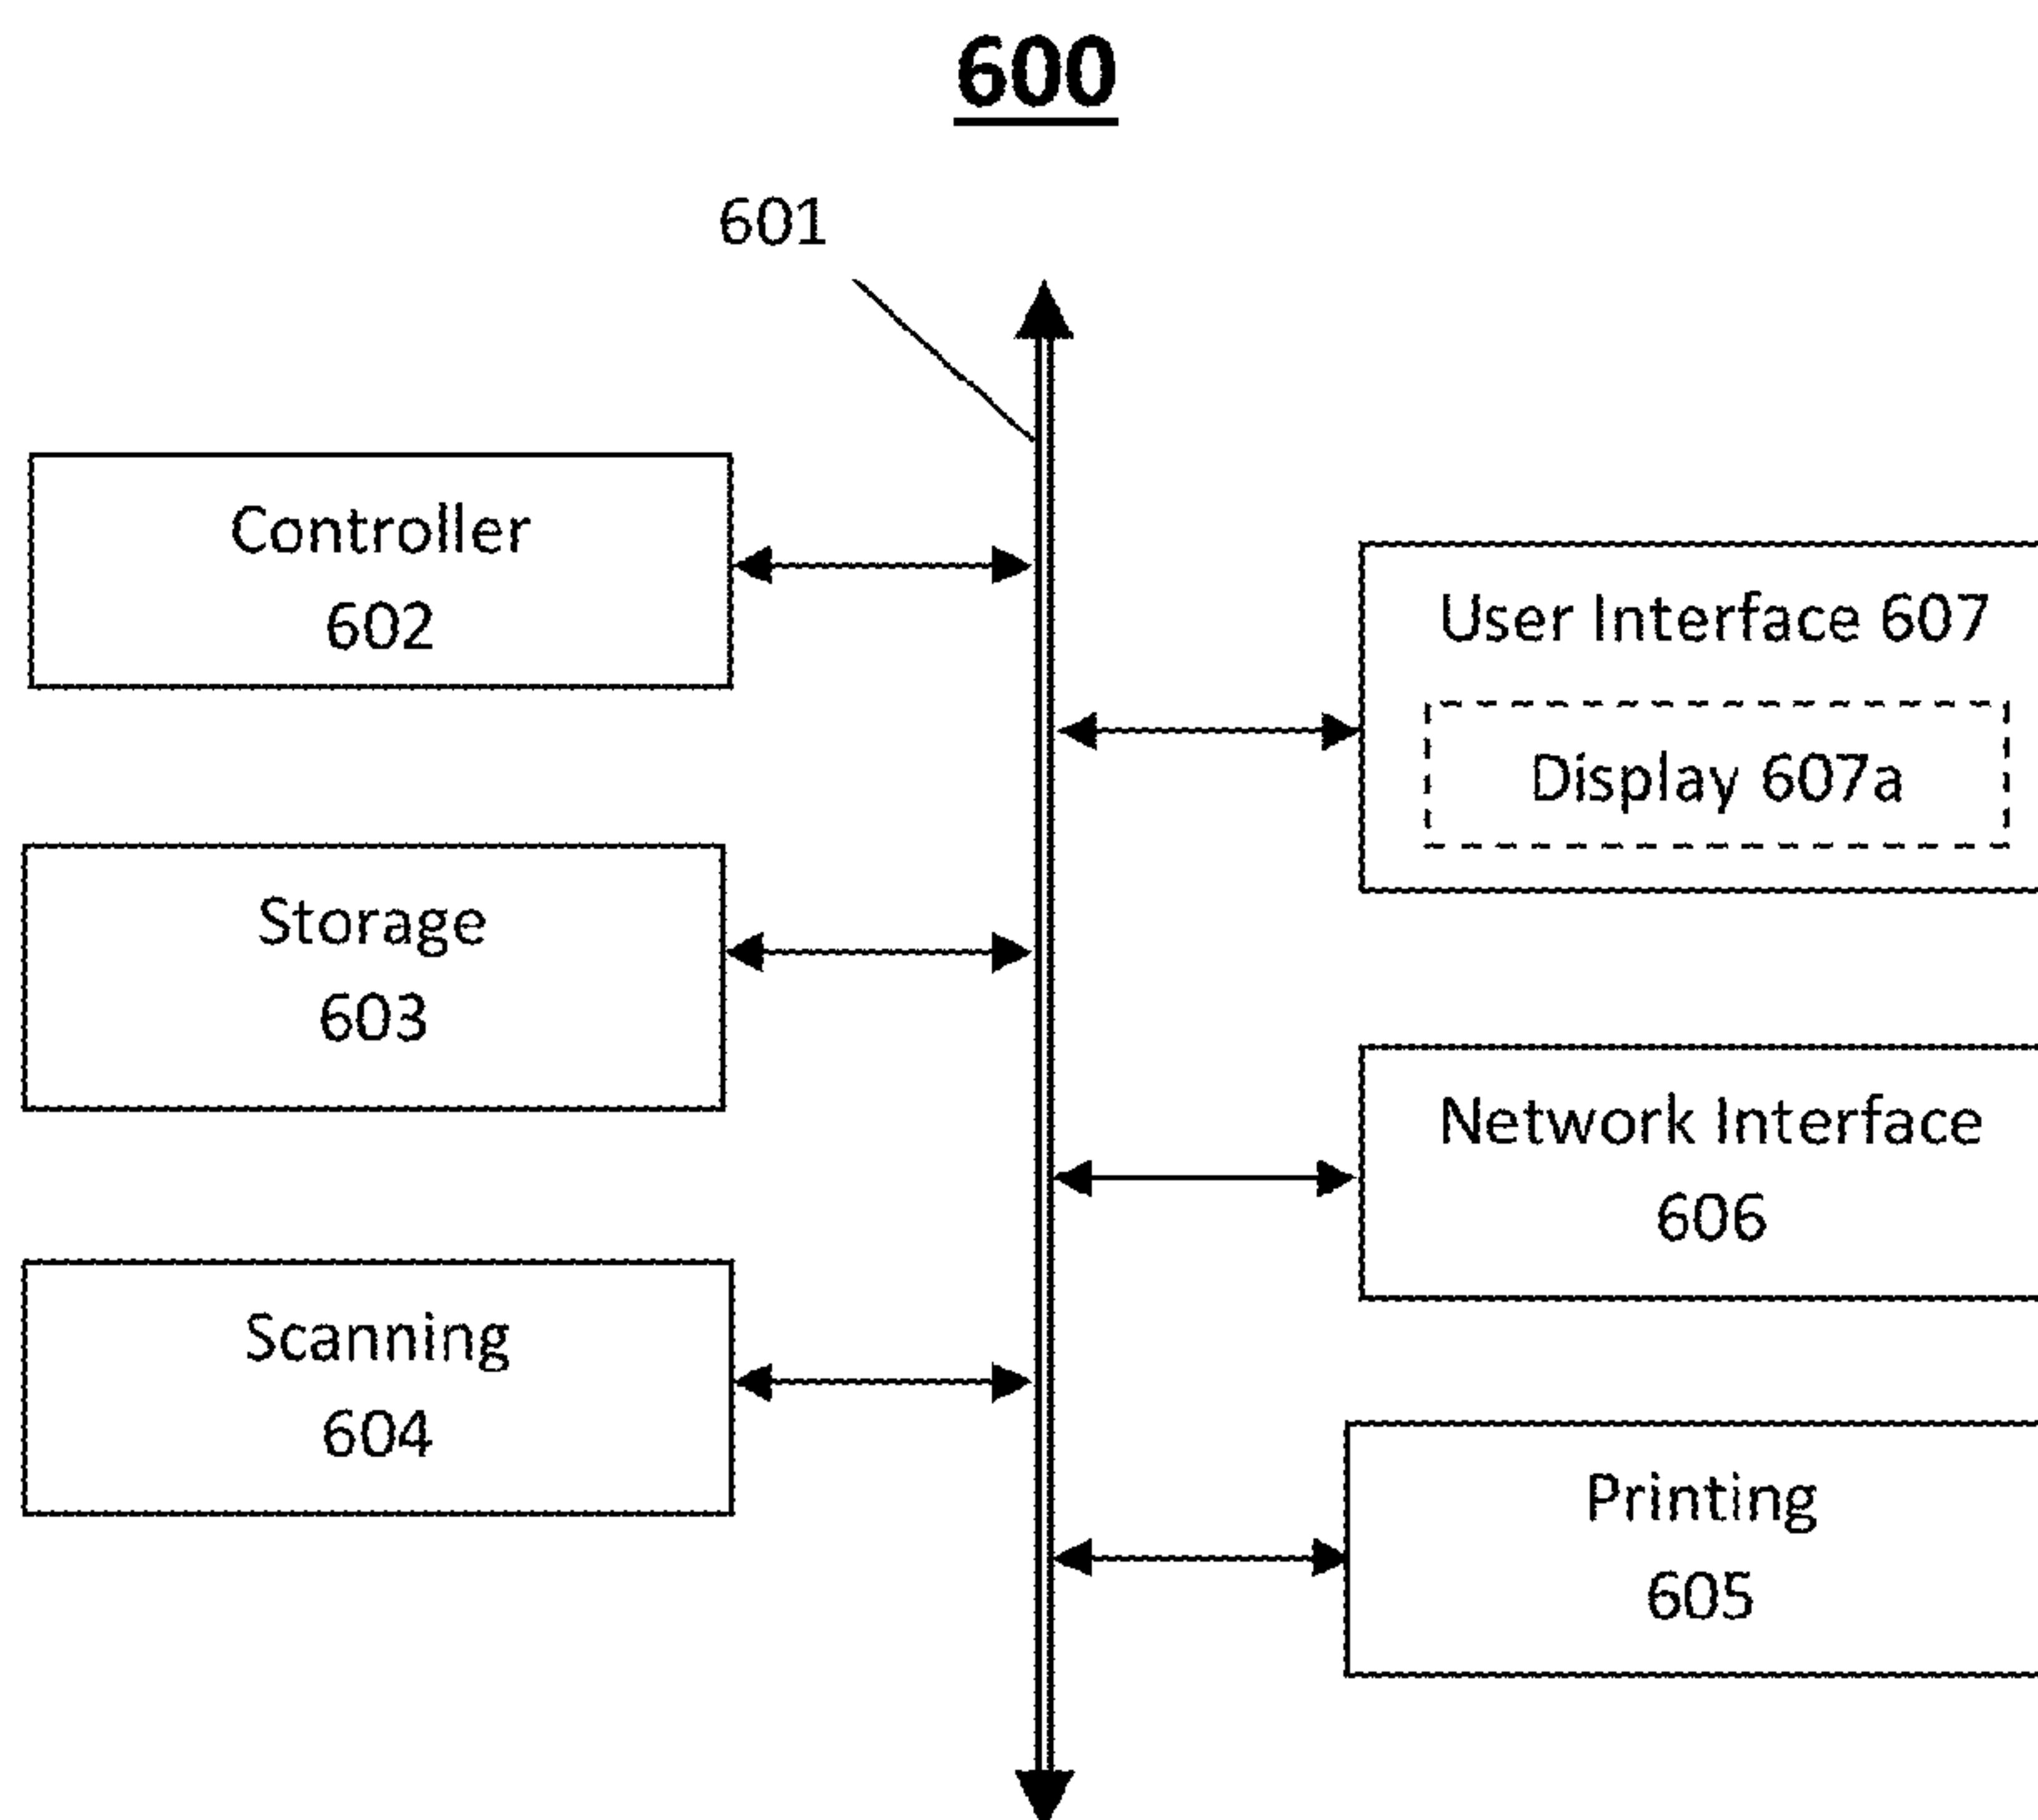 600
601
Controller
602
User Interface 607
Display 607a
Storage
603
Network Interface
606
Scanning
604
Printing
605